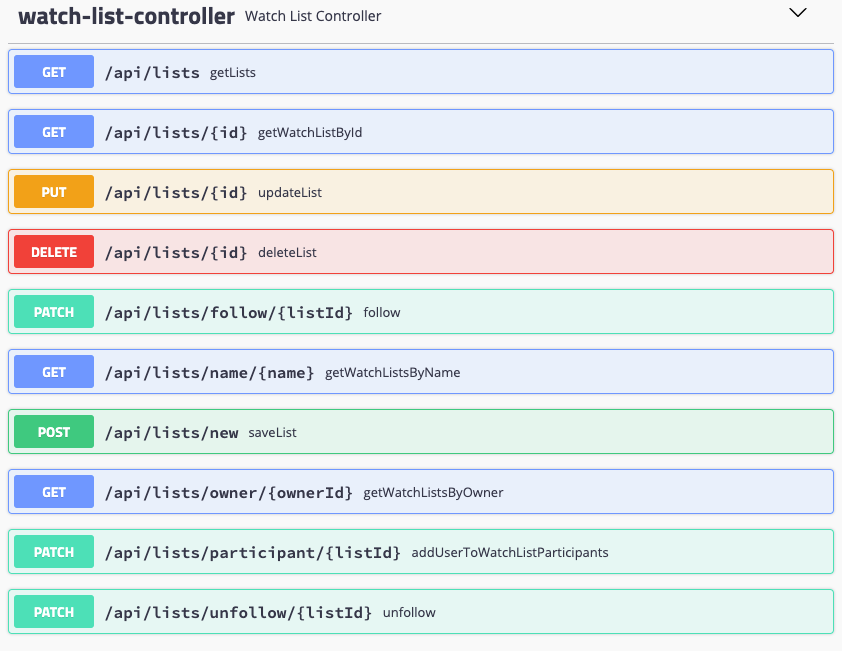 watch-list-controller Watch List Controller
GET /api/lists getLists
GET /api/lists/{id} getWatchListById
PUT /api/lists/{id} updateList
DELETE /api/lists/{id} deleteList
PATCH /api/lists/follow/{listId} follow
GET /api/lists/name/{name} getWatchListsByName
POST /api/lists/new saveList
GET /api/lists/owner/{ownerId} getWatchListsByOwner
PATCH /api/lists/participant/{listId} addUserToWatchListParticipants
PATCH /api/lists/unfollow/{listId} unfollow